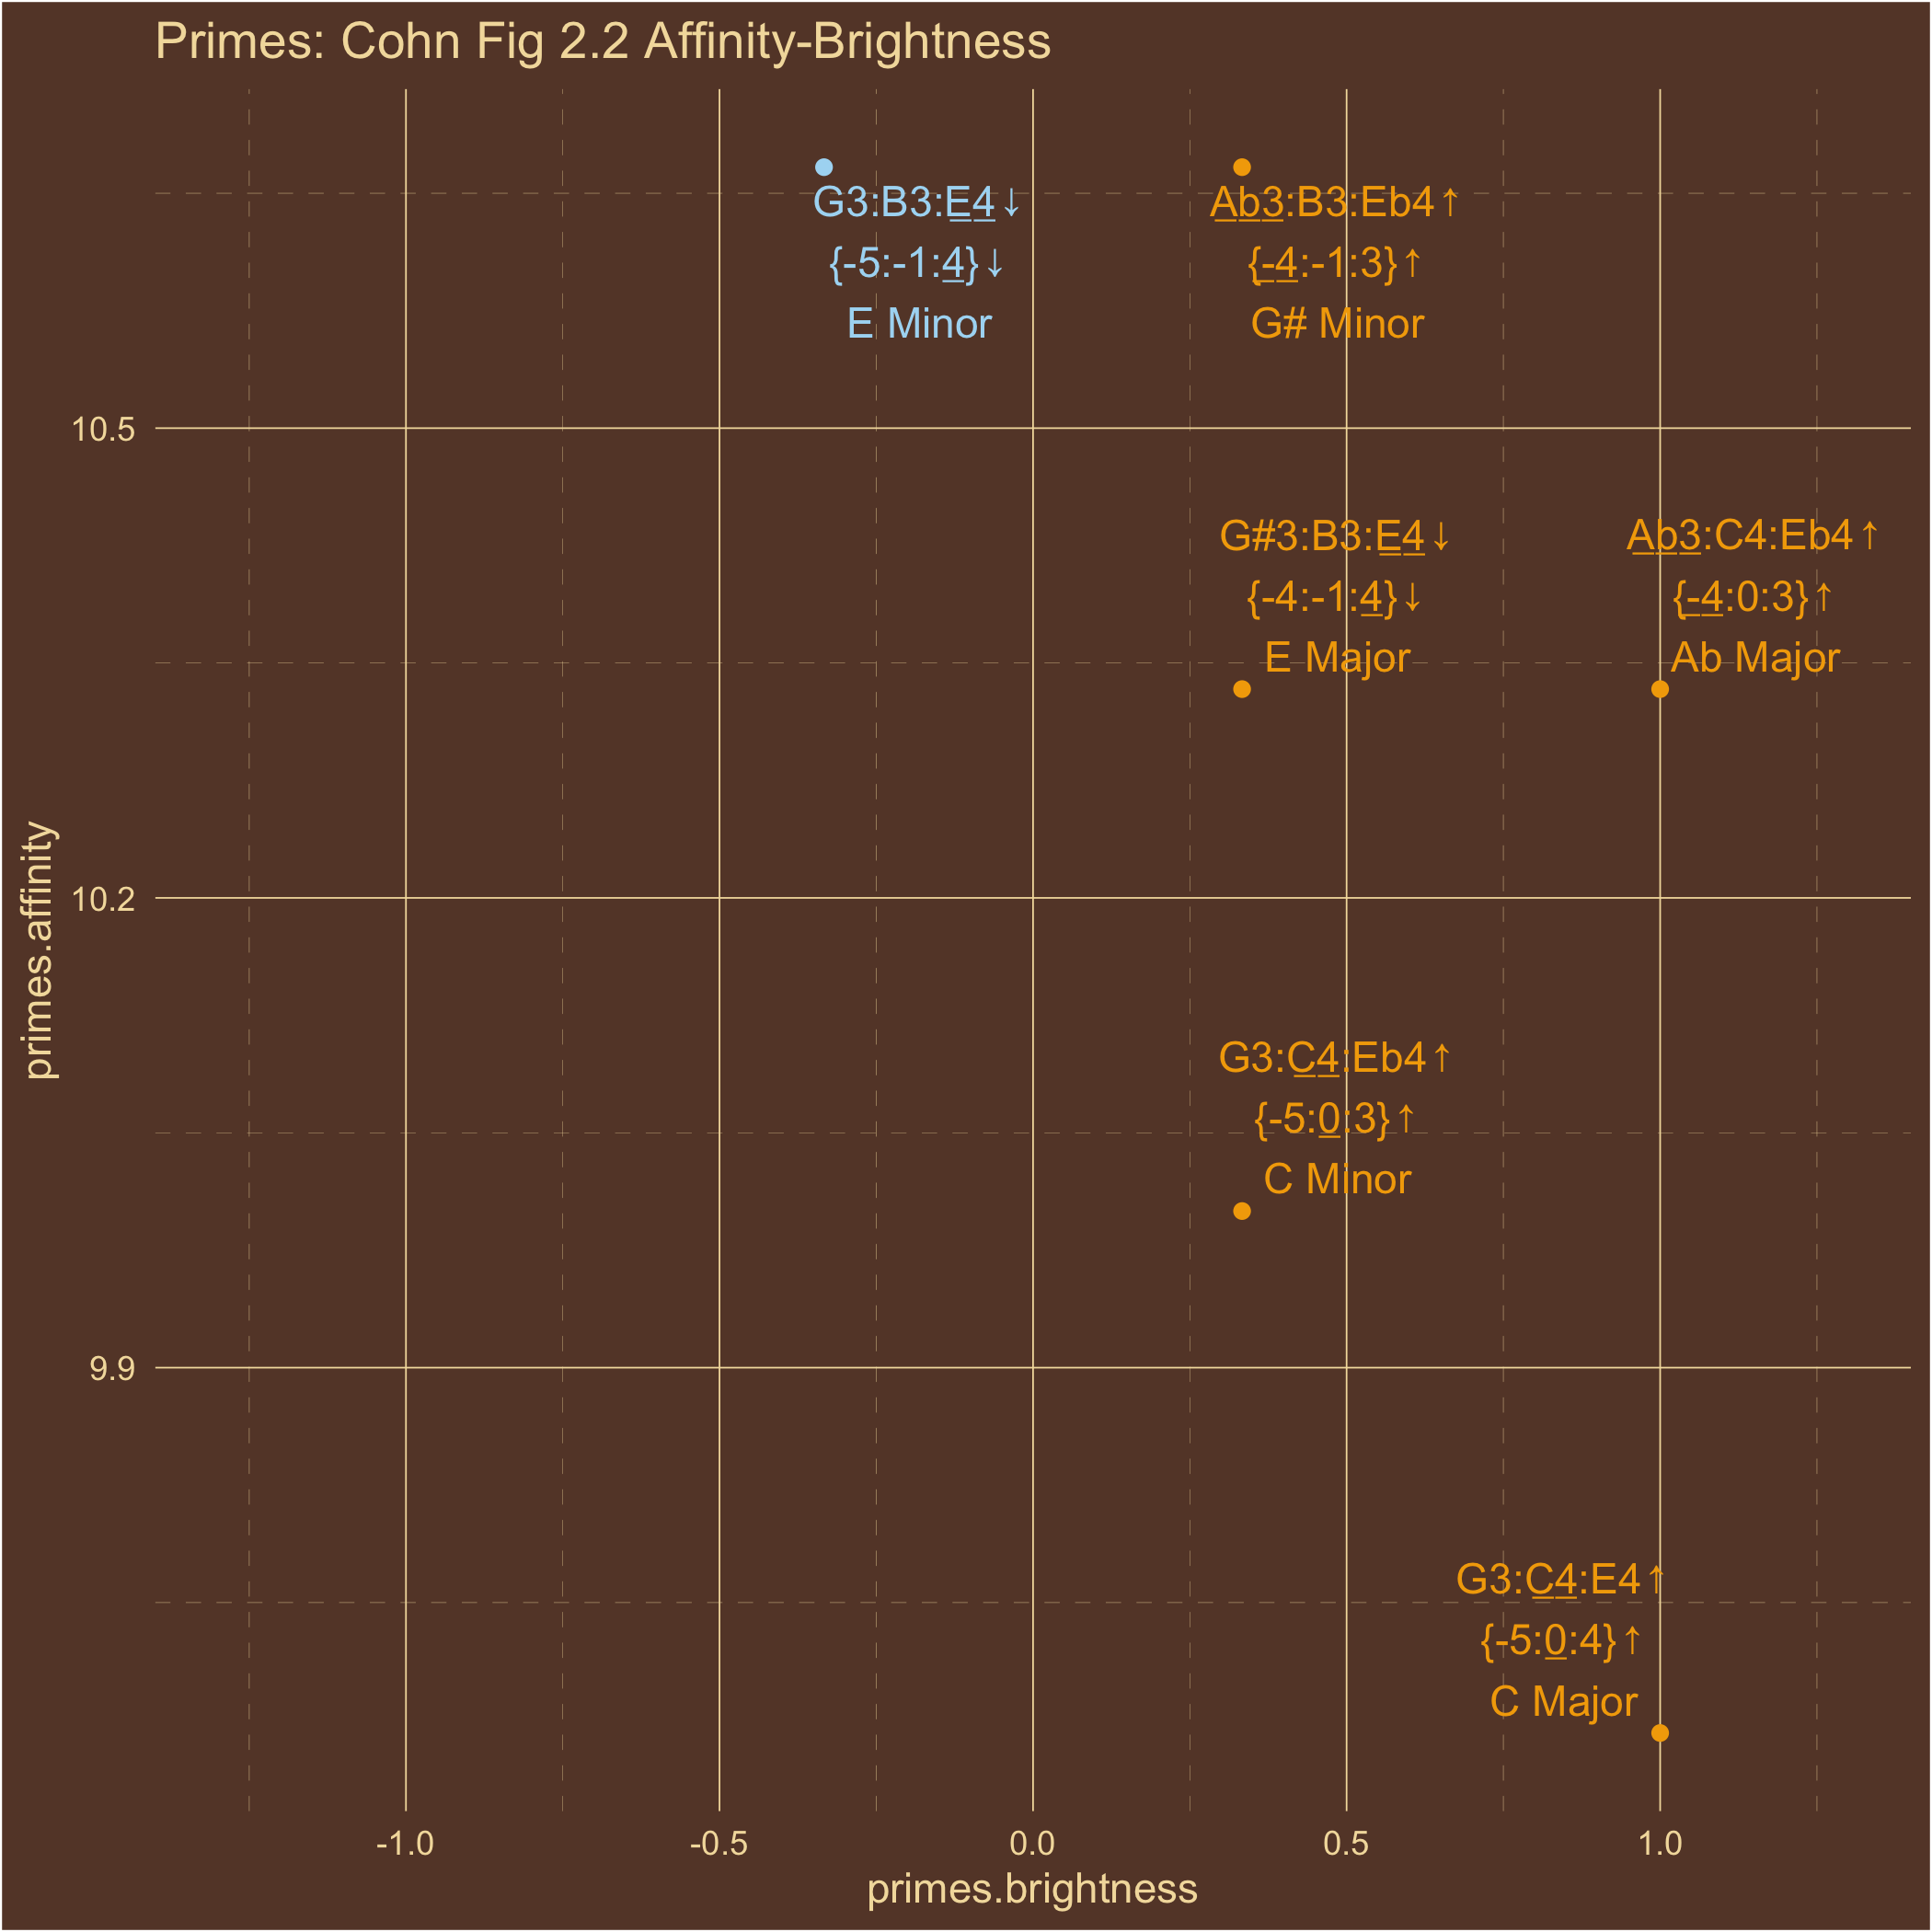 Primes: Cohn Fig 2.2 Affinity-Brightness
G3:B3:E4↓
{-5:-1:4}↓
E Minor
Ab3:B3:Eb4↑
{-4:-1:3}↑
G# Minor
10.5
G#3:B3:E4↓
{-4:-1:4}↓
E Major
Ab3:C4:Eb4↑
{-4:0:3}↑
Ab Major
10.2
primes.affinity
G3:C4:Eb4↑
{-5:0:3}↑
C Minor
9.9
G3:C4:E4↑
{-5:0:4}↑
C Major
-1.0
-0.5
0.0
0.5
1.0
primes.brightness